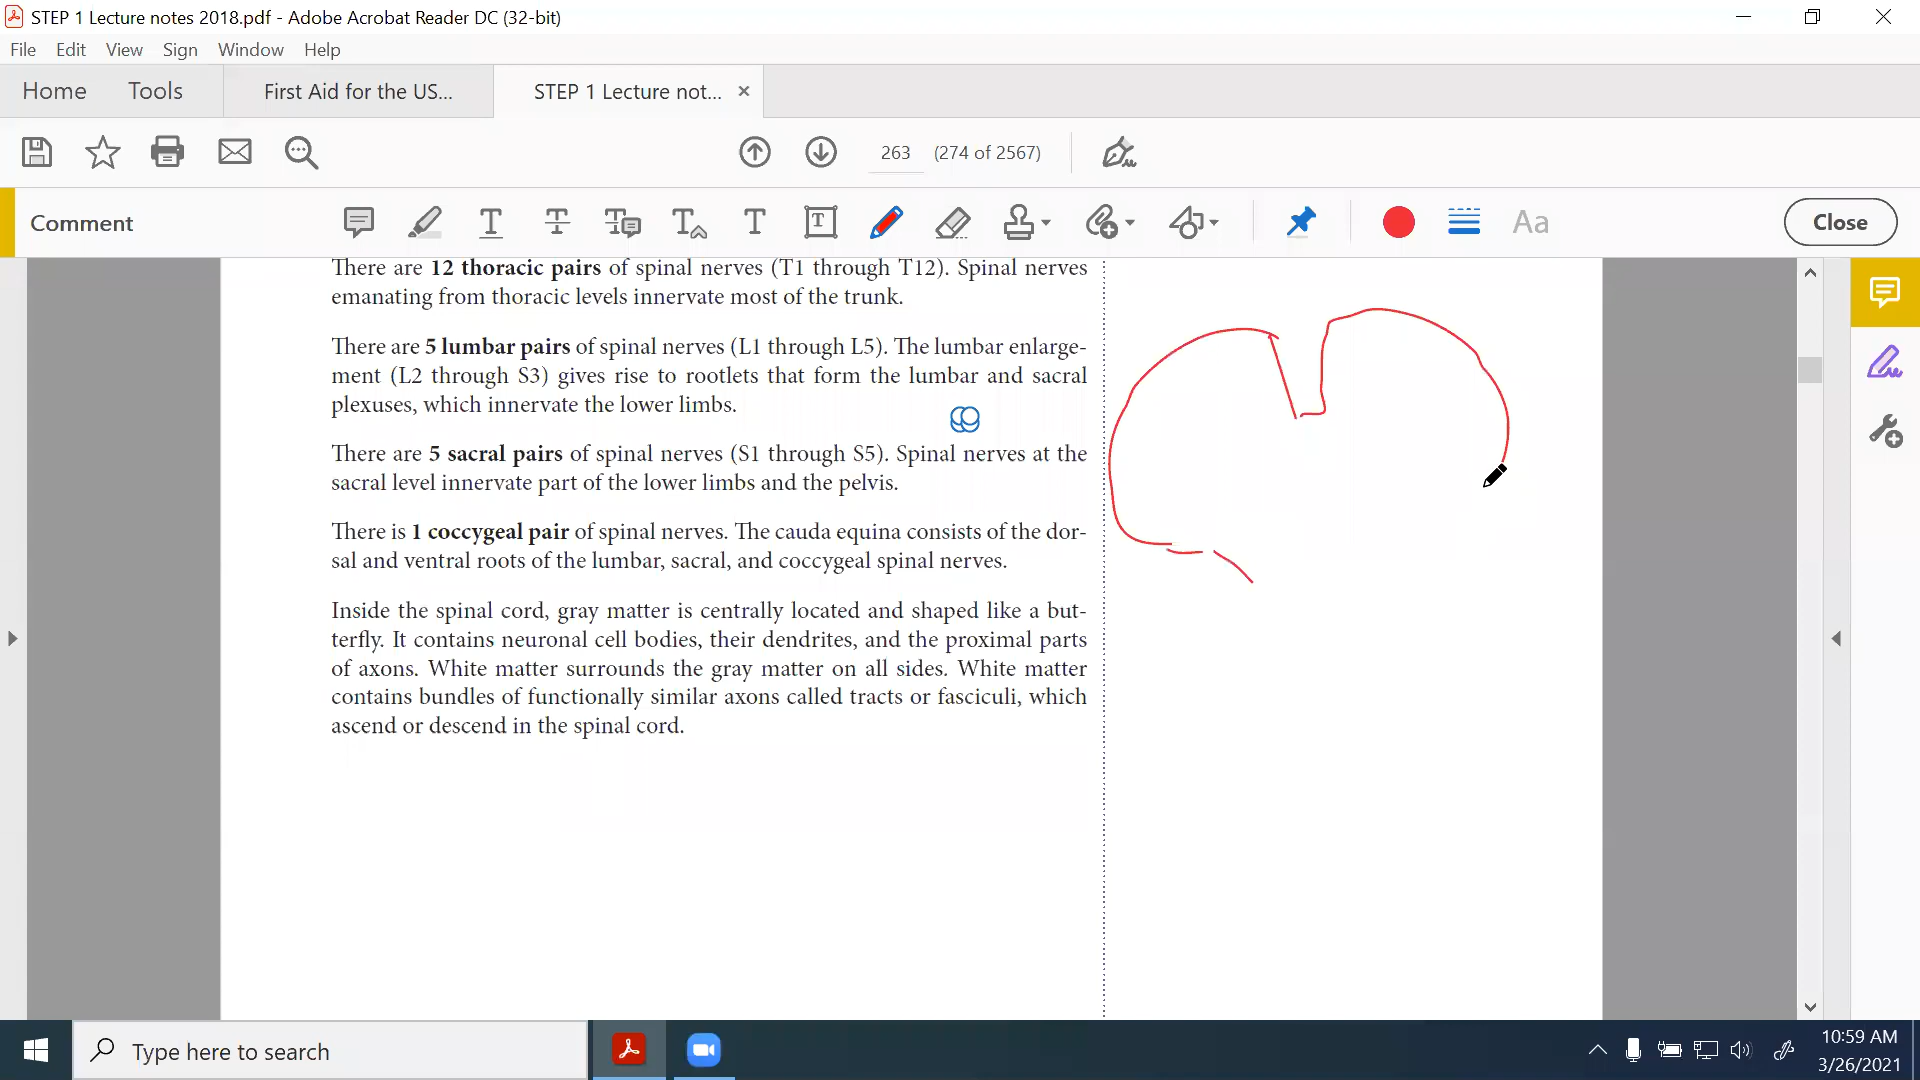 STEP 1 Lecture notes 2018.pdf - Adobe Acrobat Reader DC (32-bit)
File Edit View Sign Window Help
Home Tools First Aid for the US... STEP 1 Lecture not...
263 (274 of 2567)
Comment Aa Close
There are 12 thoracic pairs of spinal nerves (T1 through T12). Spinal nerves
emanating from thoracic levels innervate most of the trunk.
There are 5 lumbar pairs of spinal nerves (L1 through L5). The lumbar enlarge-
ment (L2 through S3) gives rise to rootlets that form the lumbar and sacral
plexuses, which innervate the lower limbs.
There are 5 sacral pairs of spinal nerves (S1 through S5). Spinal nerves at the
sacral level innervate part of the lower limbs and the pelvis.
There is 1 coccygeal pair of spinal nerves. The cauda equina consists of the dor-
sal and ventral roots of the lumbar, sacral, and coccygeal spinal nerves.
Inside the spinal cord, gray matter is centrally located and shaped like a but-
terfly. It contains neuronal cell bodies, their dendrites, and the proximal parts
of axons. White matter surrounds the gray matter on all sides. White matter
contains bundles of functionally similar axons called tracts or fasciculi, which
ascend or descend in the spinal cord.
Type here to search
10:59 AM
3/26/2021